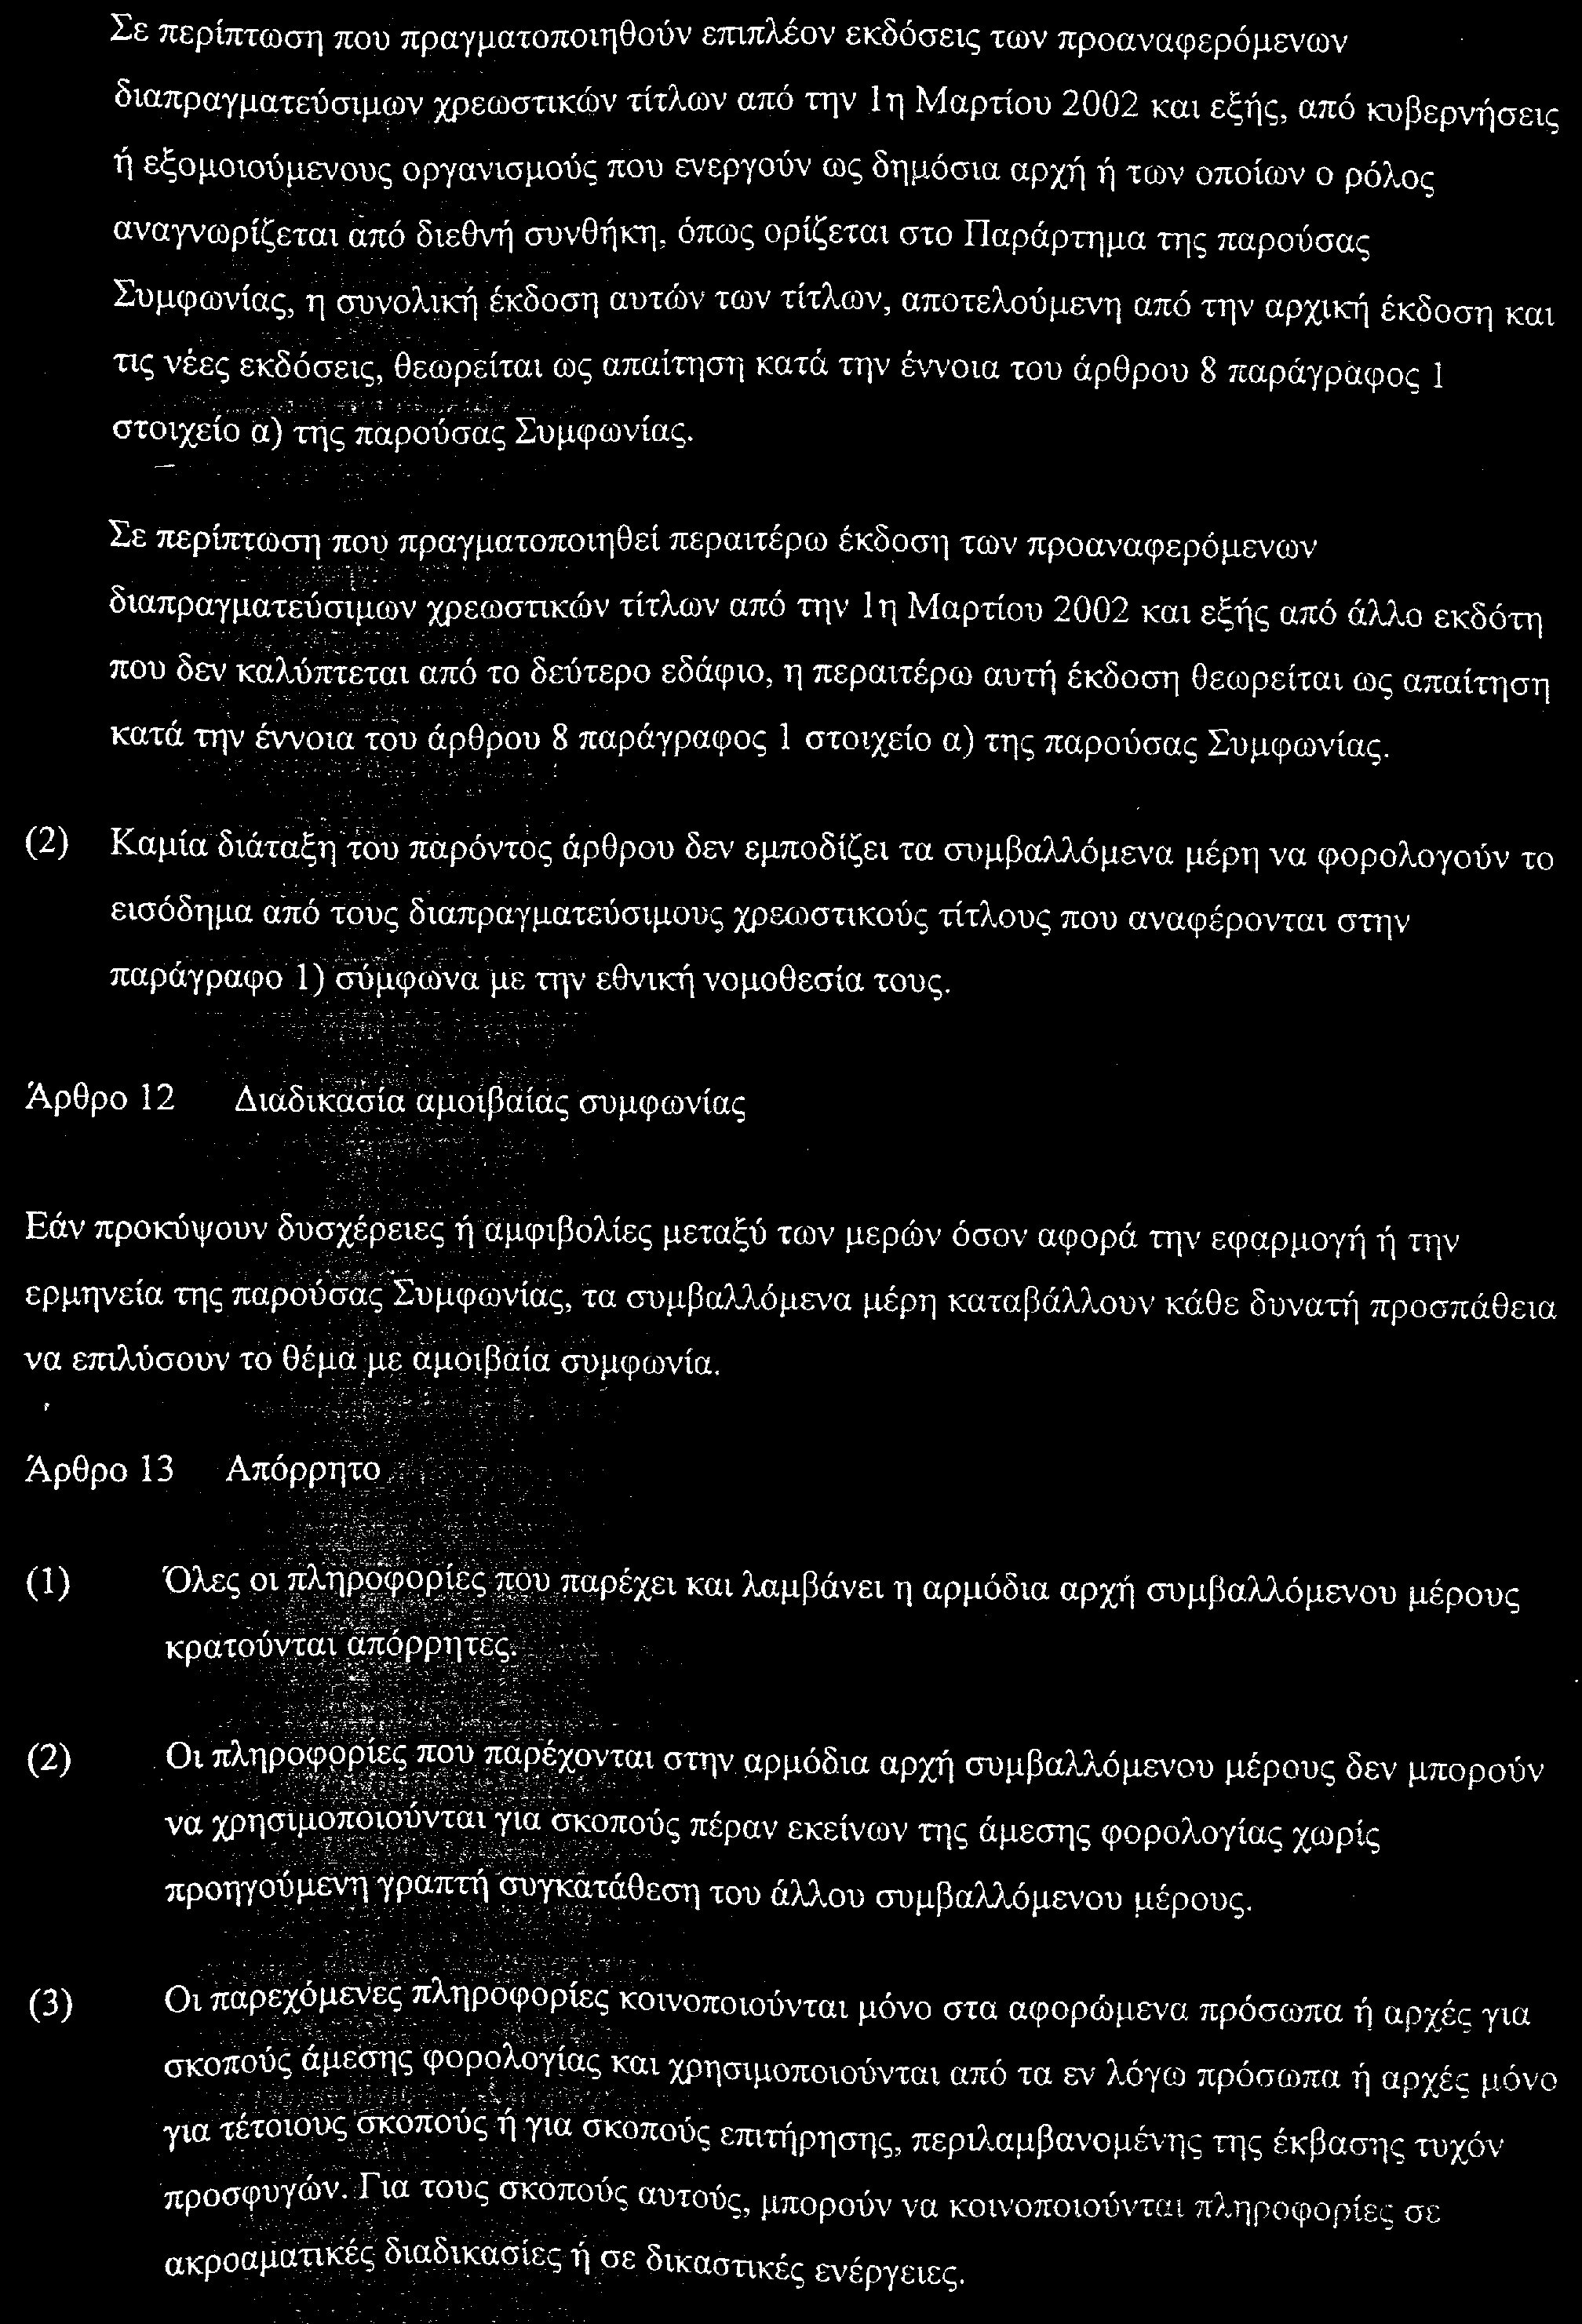 Σε περίπτωση που πραγματοποιηθούν επιπλέον εκδόσεις των προαναφερόμενων
διαπραγματεύσιμων χρεωστικών τίτλων από την 1η Μαρτίου 2002 και εξής, από κυβερνήσεις
ή εξομοιούμενους οργανισμούς που ενεργούν ως δημόσια αρχή ή των οποίων ο ρόλος
αναγνωρίζεται από διεθνή συνθήκη, όπως ορίζεται στο Παράρτημα της παρούσας
Συμφωνίας, η συνολική έκδοση αυτών των τίτλων, αποτελούμενη από την αρχική έκδοση και
τις νέες εκδόσεις, θεωρείται ως απαίτηση κατά την έννοια του άρθρου 8 παράγραφος 1
στοιχείο α) της παρούσας Συμφωνίας.
Σε περίπτωση που πραγματοποιηθεί περαιτέρω έκδοση των προαναφερόμενων
διαπραγματεύσιμων χρεωστικών τίτλων από την 1η Μαρτίου 2002 και εξής από άλλο εκδότη
που δεν καλύπτεται από το δεύτερο εδάφιο, η περαιτέρω αυτή έκδοση θεωρείται ως απαίτηση
κατά την έννοια του άρθρου 8 παράγραφος 1 στοιχείο α) της παρούσας Συμφωνίας.
(2) Καμία διάταξη του παρόντος άρθρου δεν εμποδίζει τα συμβαλλόμενα μέρη να φορολογούν το
εισόδημα από τους διαπραγματεύσιμους χρεωστικούς τίτλους που αναφέρονται στην
παράγραφο 1) σύμφωνα με την εθνική νομοθεσία τους.
Άρθρο 12 Διαδικασία αμοιβαίας συμφωνίας
Εάν προκύψουν δυσχέρειες ή αμφιβολίες μεταξύ των μερών όσον αφορά την εφαρμογή ή την
ερμηνεία της παρούσας Συμφωνίας, τα συμβαλλόμενα μέρη καταβάλλουν κάθε δυνατή προσπάθεια
να επιλύσουν το θέμα με αμοιβαία συμφωνία.
Άρθρο 13 Απόρρητο
(1) Όλες οι πληροφορίες που παρέχει και λαμβάνει η αρμόδια αρχή συμβαλλόμενου μέρους
κρατούνται απόρρητες.
(2) Οι πληροφορίες που παρέχονται στην αρμόδια αρχή συμβαλλόμενου μέρους δεν μπορούν
να χρησιμοποιούνται για σκοπούς πέραν εκείνων της άμεσης φορολογίας χωρίς
προηγούμενη γραπτή συγκατάθεση του άλλου συμβαλλόμενου μέρους.
(3) Οι παρεχόμενες πληροφορίες κοινοποιούνται μόνο στα αφορώμενα πρόσωπα ή αρχές για
σκοπούς άμεσης φορολογίας και χρησιμοποιούνται από τα εν λόγω πρόσωπα ή αρχές μόνο
για τέτοιους σκοπούς ή για σκοπούς επιτήρησης, περιλαμβανομένης της έκβασης τυχόν
προσφυγών. Για τους σκοπούς αυτούς, μπορούν να κοινοποιούνται πληροφορίες σε
ακροαματικές διαδικασίες ή σε δικαστικές ενέργειες.